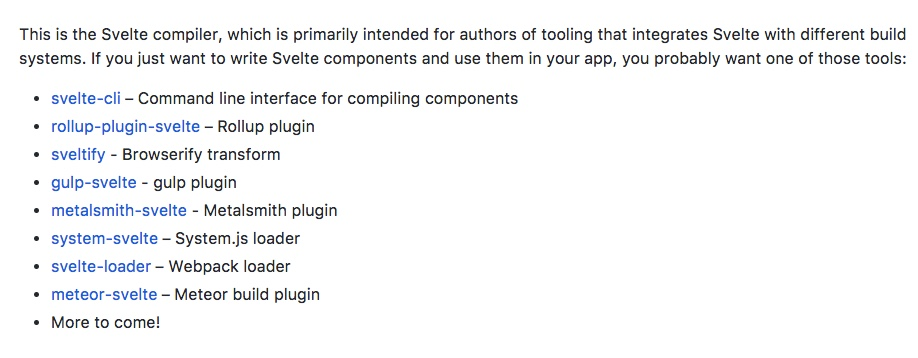 This is the Svelte compiler, which is primarily intended for authors of tooling that integrates Svelte with different build
systems. If you just want to write Svelte components and use them in your app, you probably want one of those tools:
• svelte-cli – Command line interface for compiling components
• rollup-plugin-svelte – Rollup plugin
• sveltify - Browserify transform
• gulp-svelte - gulp plugin
• metalsmith-svelte - Metalsmith plugin
• system-svelte – System.js loader
• svelte-loader – Webpack loader
• meteor-svelte – Meteor build plugin
• More to come!